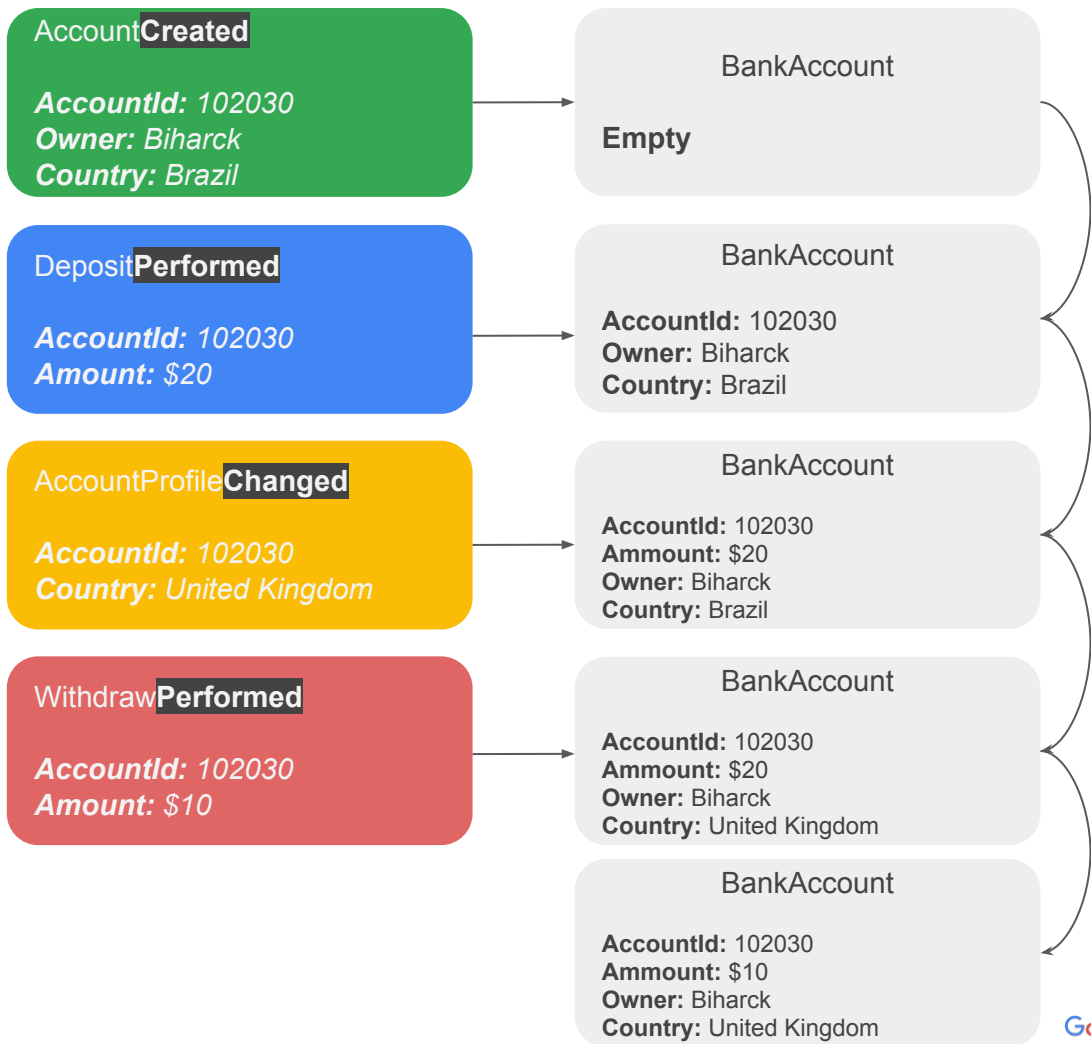 AccountCreated
AccountId: 102030
Owner: Biharck
Country: Brazil
BankAccount
Empty
DepositPerformed
AccountId: 102030
Amount: $20
BankAccount
AccountId: 102030
Owner: Biharck
Country: Brazil
AccountProfileChanged
AccountId: 102030
Country: United Kingdom
BankAccount
AccountId: 102030
Ammount: $20
Owner: Biharck
Country: Brazil
WithdrawPerformed
AccountId: 102030
Amount: $10
BankAccount
AccountId: 102030
Ammount: $20
Owner: Biharck
Country: United Kingdom
BankAccount
AccountId: 102030
Ammount: $10
Owner: Biharck
Country: United Kingdom